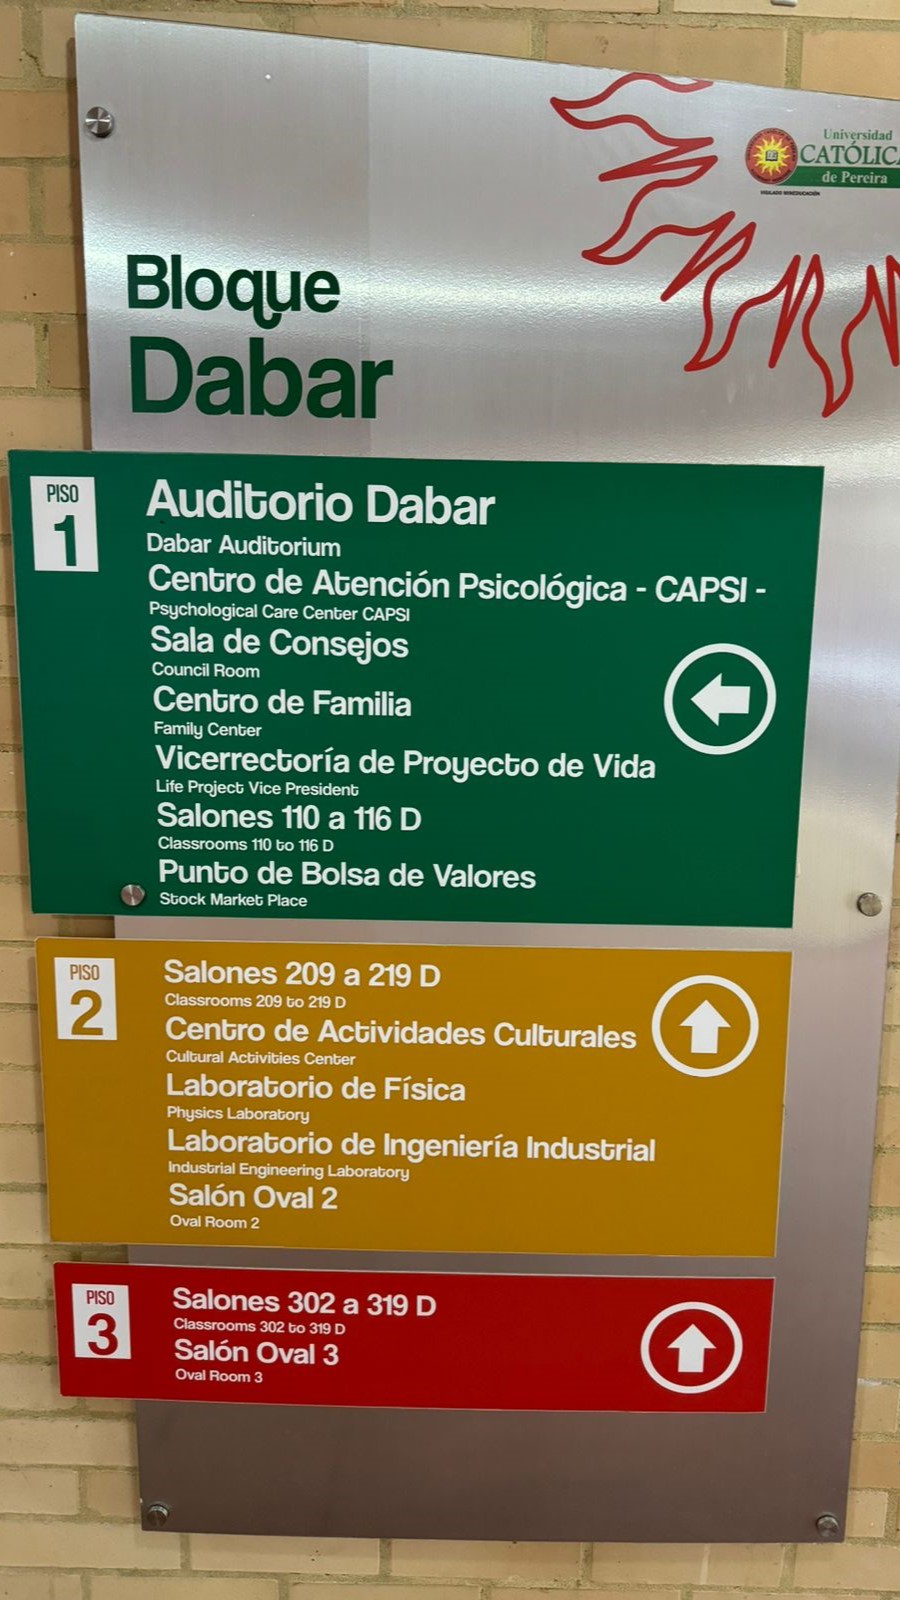 Universidad
CATÓLICA
de Pereira
VIGILADO MINEDUCACIÓN
Bloque
Dabar
PISO
1
Auditorio Dabar
Dabar Auditorium
Centro de Atención Psicológica - CAPSI -
Psychological Care Center CAPSI
Sala de Consejos
Council Room
Centro de Familia
Family Center
Vicerrectoría de Proyecto de Vida
Life Project Vice President
Salones 110 a 116 D
Classrooms 110 to 116 D
Punto de Bolsa de Valores
Stock Market Place
PISO
2
Salones 209 a 219 D
Classrooms 209 to 219 D
Centro de Actividades Culturales
Cultural Activities Center
Laboratorio de Física
Physics Laboratory
Laboratorio de Ingeniería Industrial
Industrial Engineering Laboratory
Salón Oval 2
Oval Room 2
PISO
3
Salones 302 a 319 D
Classrooms 302 to 319 D
Salón Oval 3
Oval Room 3